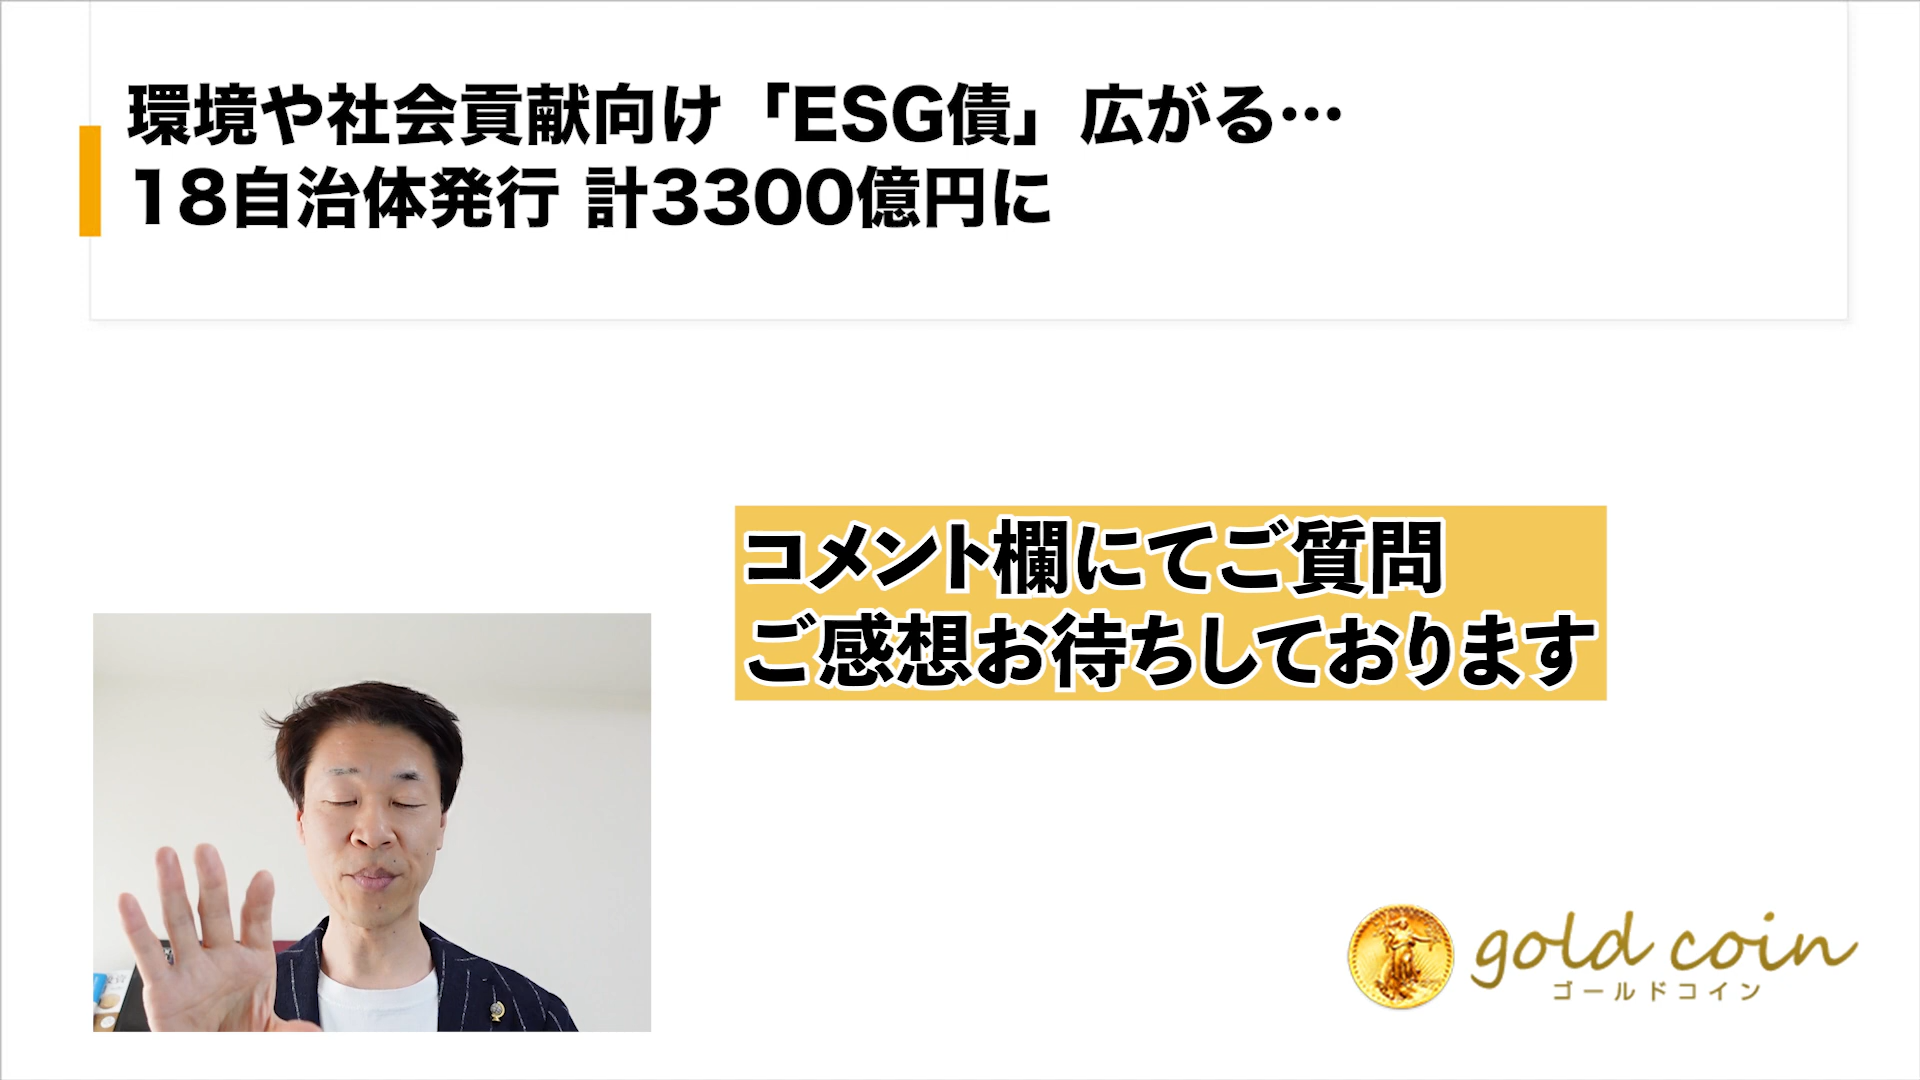 環境や社会貢献向け「ESG債」広がる…
18自治体発行 計3300億円に
コメント欄にてご質問
ご感想お待ちしております
gold coin
ゴールドコイン